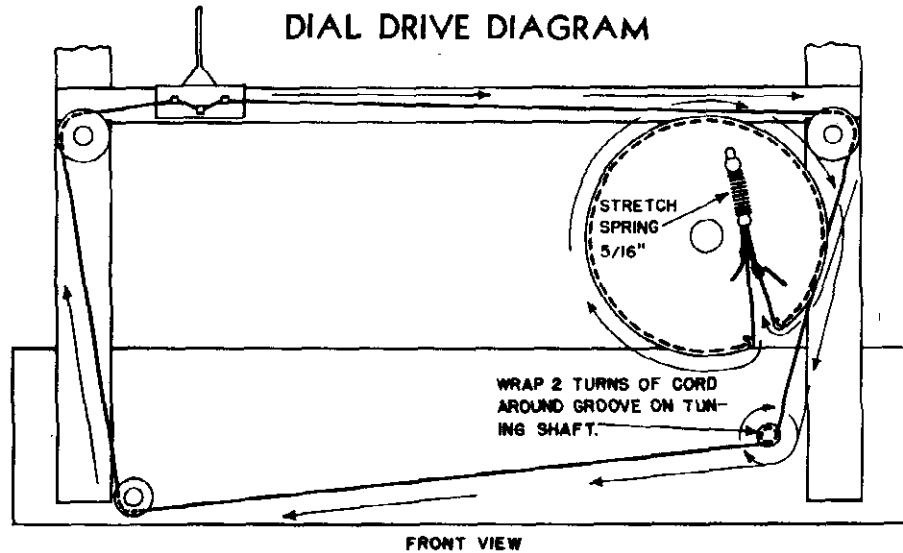 DIAL DRIVE DIAGRAM
STRETCH
SPRING
5/16"
WRAP 2 TURNS OF CORD
AROUND GROOVE ON TUN-
ING SHAFT.
FRONT VIEW